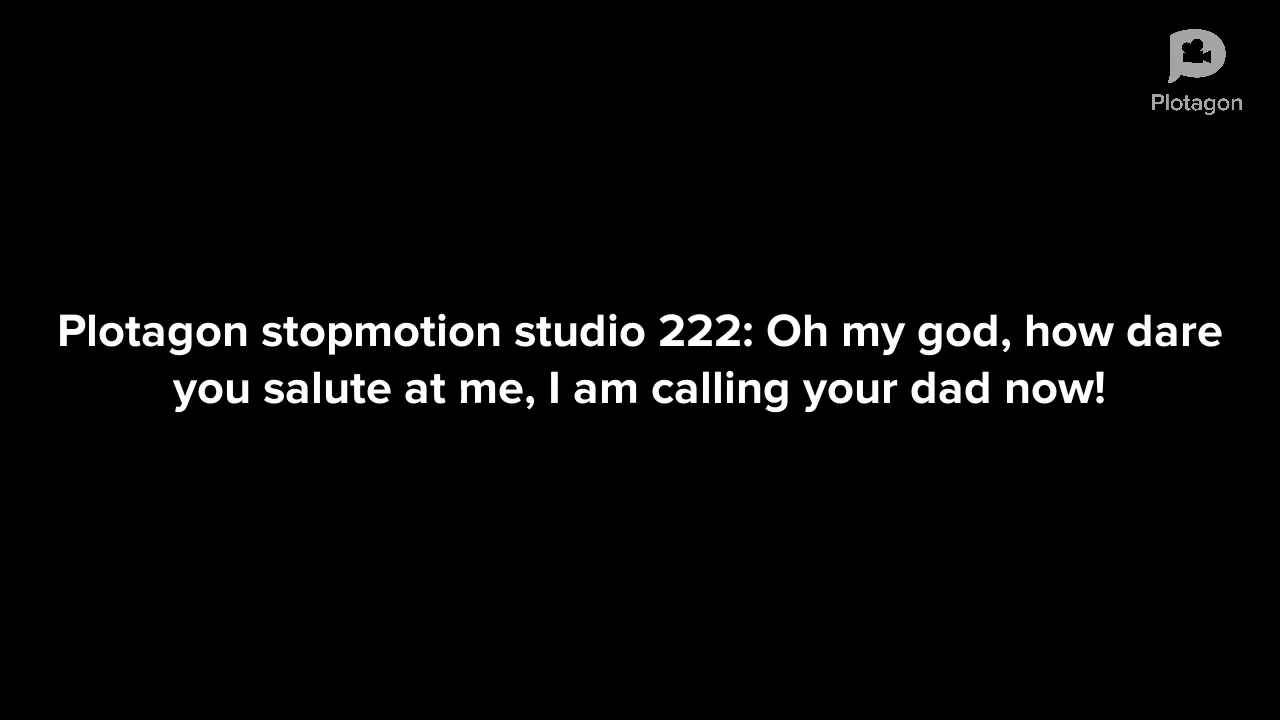 Plotagon
Plotagon stopmotion studio 222: Oh my god, how dare
you salute at me, I am calling your dad now!